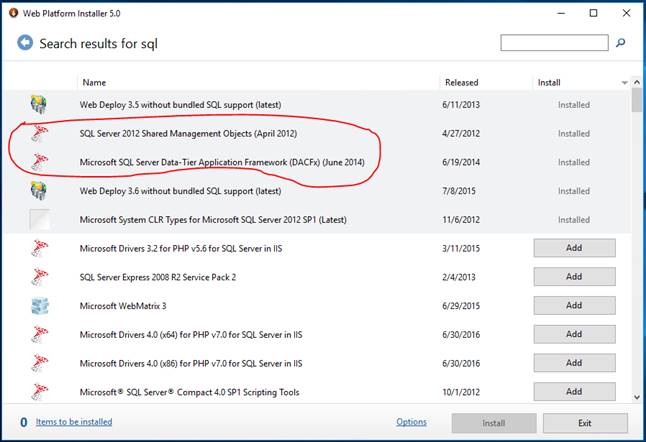 Web Platform Installer 5.0
Search results for sql
Name Released Install
Web Deploy 3.5 without bundled SQL support (latest) 6/11/2013 Installed
SQL Server 2012 Shared Management Objects (April 2012) 4/27/2012 Installed
Microsoft SQL Server Data-Tier Application Framework (DACFx) (June 2014) 6/19/2014 Installed
Web Deploy 3.6 without bundled SQL support (latest) 7/8/2015 Installed
Microsoft System CLR Types for Microsoft SQL Server 2012 SP1 (Latest) 11/6/2012 Installed
Microsoft Drivers 3.2 for PHP v5.6 for SQL Server in IIS 3/11/2015 Add
SQL Server Express 2008 R2 Service Pack 2 2/4/2013 Add
Microsoft WebMatrix 3 6/29/2015 Add
Microsoft Drivers 4.0 (x64) for PHP v7.0 for SQL Server in IIS 6/30/2016 Add
Microsoft Drivers 4.0 (x86) for PHP v7.0 for SQL Server in IIS 6/30/2016 Add
Microsoft® SQL Server® Compact 4.0 SP1 Scripting Tools 10/1/2012 Add
0 Items to be installed Options Install Exit